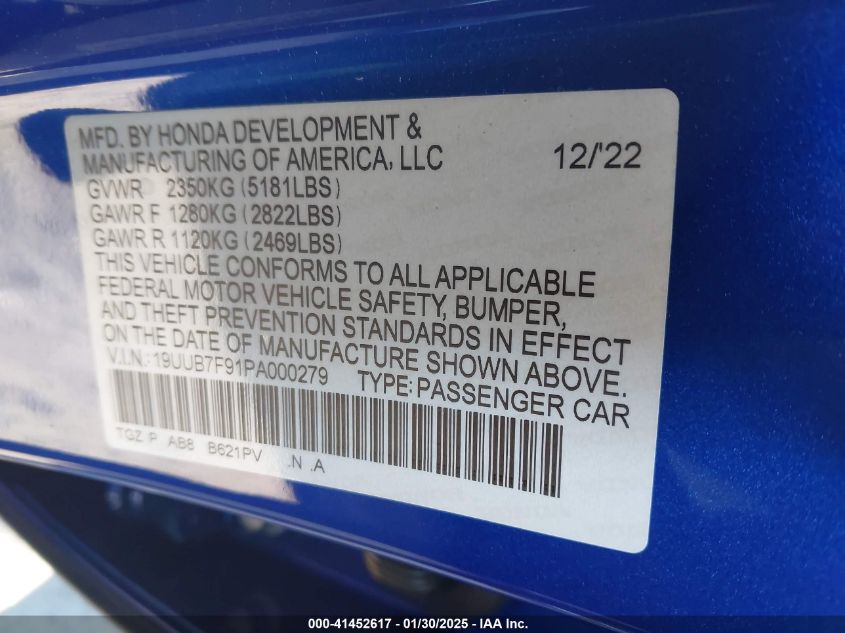 MFD. BY HONDA DEVELOPMENT &
MANUFACTURING OF AMERICA, LLC 12/'22
GVWR 2350KG (5181LBS)
GAWR F 1280KG (2822LBS)
GAWR R 1120KG (2469LBS)
THIS VEHICLE CONFORMS TO ALL APPLICABLE
FEDERAL MOTOR VEHICLE SAFETY, BUMPER,
AND THEFT PREVENTION STANDARDS IN EFFECT
ON THE DATE OF MANUFACTURE SHOWN ABOVE.
V.I.N.: 19UUB7F91PA000279 TYPE: PASSENGER CAR
TGZ P AB8 B621PV .N .A
000-41452617 - 01/30/2025 - IAAI.COM